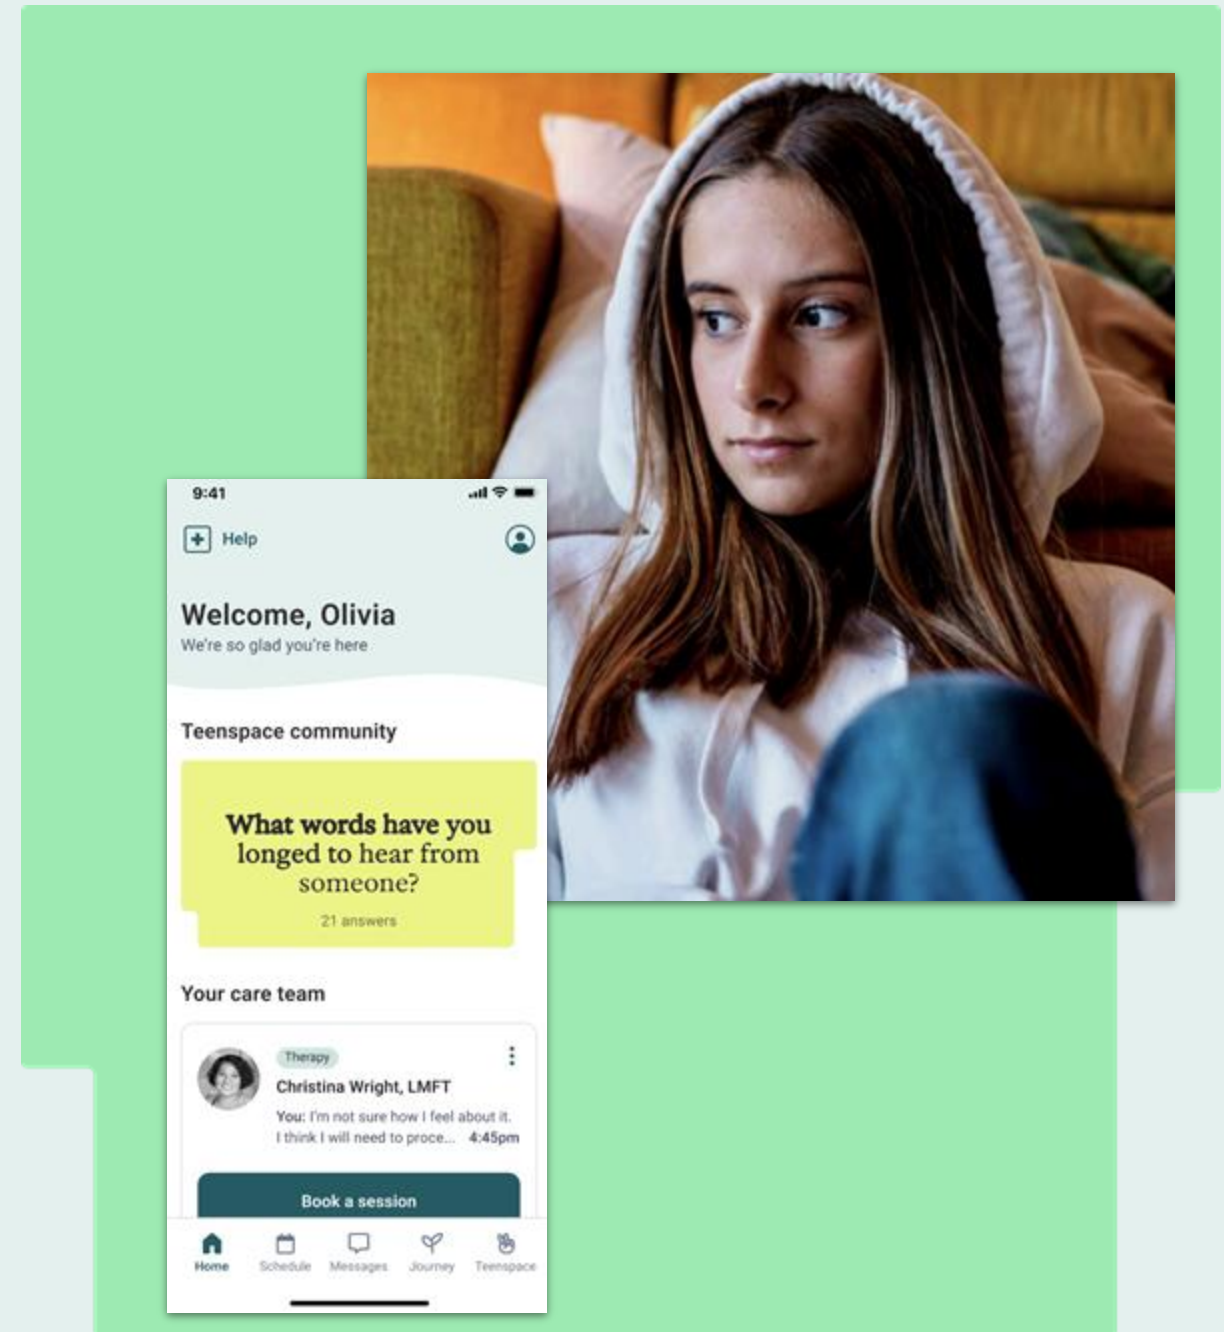 9:41
Help
Welcome, Olivia
We're so glad you're here
Teenspace community
What words have you
longed to hear from
someone?
21 answers
Your care team
Therapy
Christina Wright, LMFT
You: I'm not sure how I feel about it.
I think I will need to proce... 4:45pm
Book a session
Home Schedule Messages Journey Teenspace